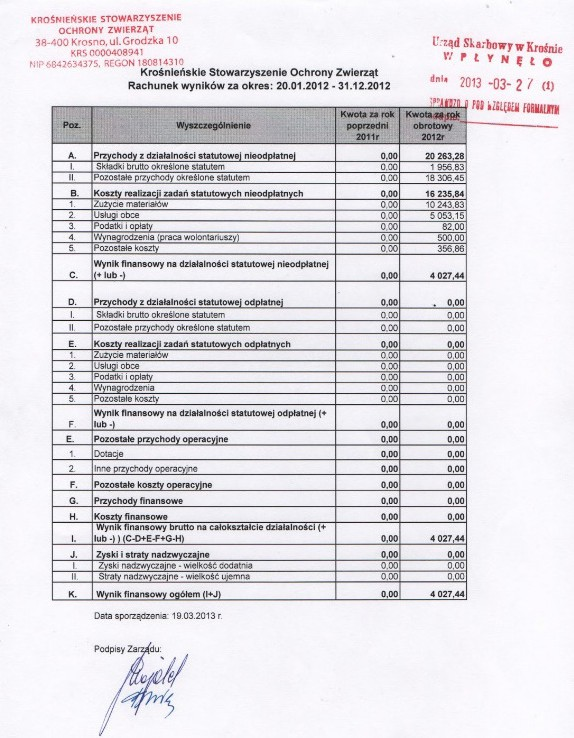 KROŚNIEŃSKIE STOWARZYSZENIE
OCHRONY ZWIERZĄT
38-400 Krosno, ul. Grodzka 10
KRS 0000408941
NIP 6842634375, REGON 180814310
Urząd Skarbowy w Krośnie
WPŁYNĘŁO
dnia 2013 -03- 27 (1)
POD WZGLĘDEM FORMALNYM
Krośnieńskie Stowarzyszenie Ochrony Zwierząt
Rachunek wyników za okres: 20.01.2012 - 31.12.2012
Poz. Wyszczególnienie Kwota za rok poprzedni 2011r Kwota za rok obrotowy 2012r
A. Przychody z działalności statutowej nieodpłatnej 0,00 20 263,28
I. Składki brutto określone statutem 0,00 1 956,83
II. Pozostałe przychody określone statutem 0,00 18 306,45
B. Koszty realizacji zadań statutowych nieodpłatnych 0,00 16 235,84
1. Zużycie materiałów 0,00 10 243,83
2. Usługi obce 0,00 5 053,15
3. Podatki i opłaty 0,00 82,00
4. Wynagrodzenia (praca wolontariuszy) 0,00 500,00
5. Pozostałe koszty 0,00 356,86
C. Wynik finansowy na działalności statutowej nieodpłatnej
(+ lub -) 0,00 4 027,44
D. Przychody z działalności statutowej odpłatnej 0,00 0,00
I. Składki brutto określone statutem 0,00 0,00
II. Pozostałe przychody określone statutem 0,00 0,00
E. Koszty realizacji zadań statutowych odpłatnych 0,00 0,00
1. Zużycie materiałów 0,00 0,00
2. Usługi obce 0,00 0,00
3. Podatki i opłaty 0,00 0,00
4. Wynagrodzenia 0,00 0,00
5. Pozostałe koszty 0,00 0,00
F. Wynik finansowy na działalności statutowej odpłatnej (+
lub -) 0,00 0,00
E. Pozostałe przychody operacyjne 0,00 0,00
1. Dotacje 0,00 0,00
2. Inne przychody operacyjne 0,00 0,00
F. Pozostałe koszty operacyjne 0,00 0,00
G. Przychody finansowe 0,00 0,00
H. Koszty finansowe 0,00 0,00
I. Wynik finansowy brutto na całokształcie działalności (+
lub -) ) (C-D+E-F+G-H) 0,00 4 027,44
J. Zyski i straty nadzwyczajne 0,00 0,00
I. Zyski nadzwyczajne - wielkość dodatnia 0,00 0,00
II. Straty nadzwyczajne - wielkość ujemna 0,00 0,00
K. Wynik finansowy ogółem (I+J) 0,00 4 027,44
Data sporządzenia: 19.03.2013 r.
Podpisy Zarządu: